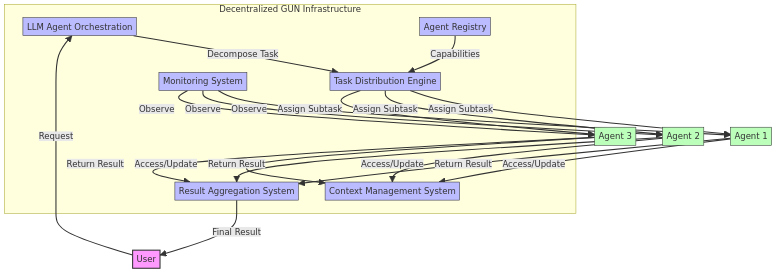 Decentralized GUN Infrastructure
LLM Agent Orchestration
Agent Registry
Decompose Task
Capabilities
Monitoring System
Task Distribution Engine
Observe
Observe
Observe
Assign Subtask
Assign Subtask
Assign Subtask
Request
Agent 3
Agent 2
Agent 1
Return Result
Access/Update
Return Result
Access/Update
Return Result
Access/Update
Result Aggregation System
Context Management System
Final Result
User